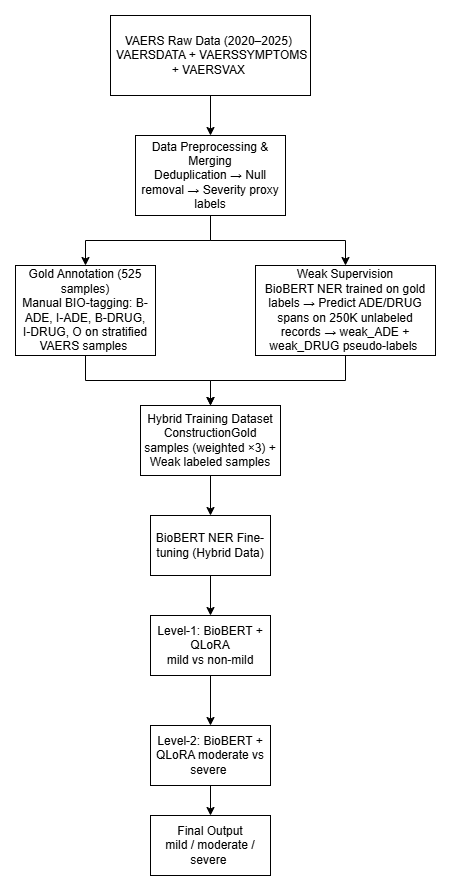 VAERS Raw Data (2020–2025)
VAERSDATA + VAERSSYMPTOMS
+ VAERSVAX
Data Preprocessing &
Merging
Deduplication → Null
removal → Severity proxy
labels
Gold Annotation (525
samples)
Manual BIO-tagging: B-
ADE, I-ADE, B-DRUG,
I-DRUG, O on stratified
VAERS samples
Weak Supervision
BioBERT NER trained on gold
labels → Predict ADE/DRUG
spans on 250K unlabeled
records → weak_ADE +
weak_DRUG pseudo-labels
Hybrid Training Dataset
ConstructionGold
samples (weighted ×3) +
Weak labeled samples
BioBERT NER Fine-
tuning (Hybrid Data)
Level-1: BioBERT +
QLoRA
mild vs non-mild
Level-2: BioBERT +
QLoRA moderate vs
severe
Final Output
mild / moderate /
severe